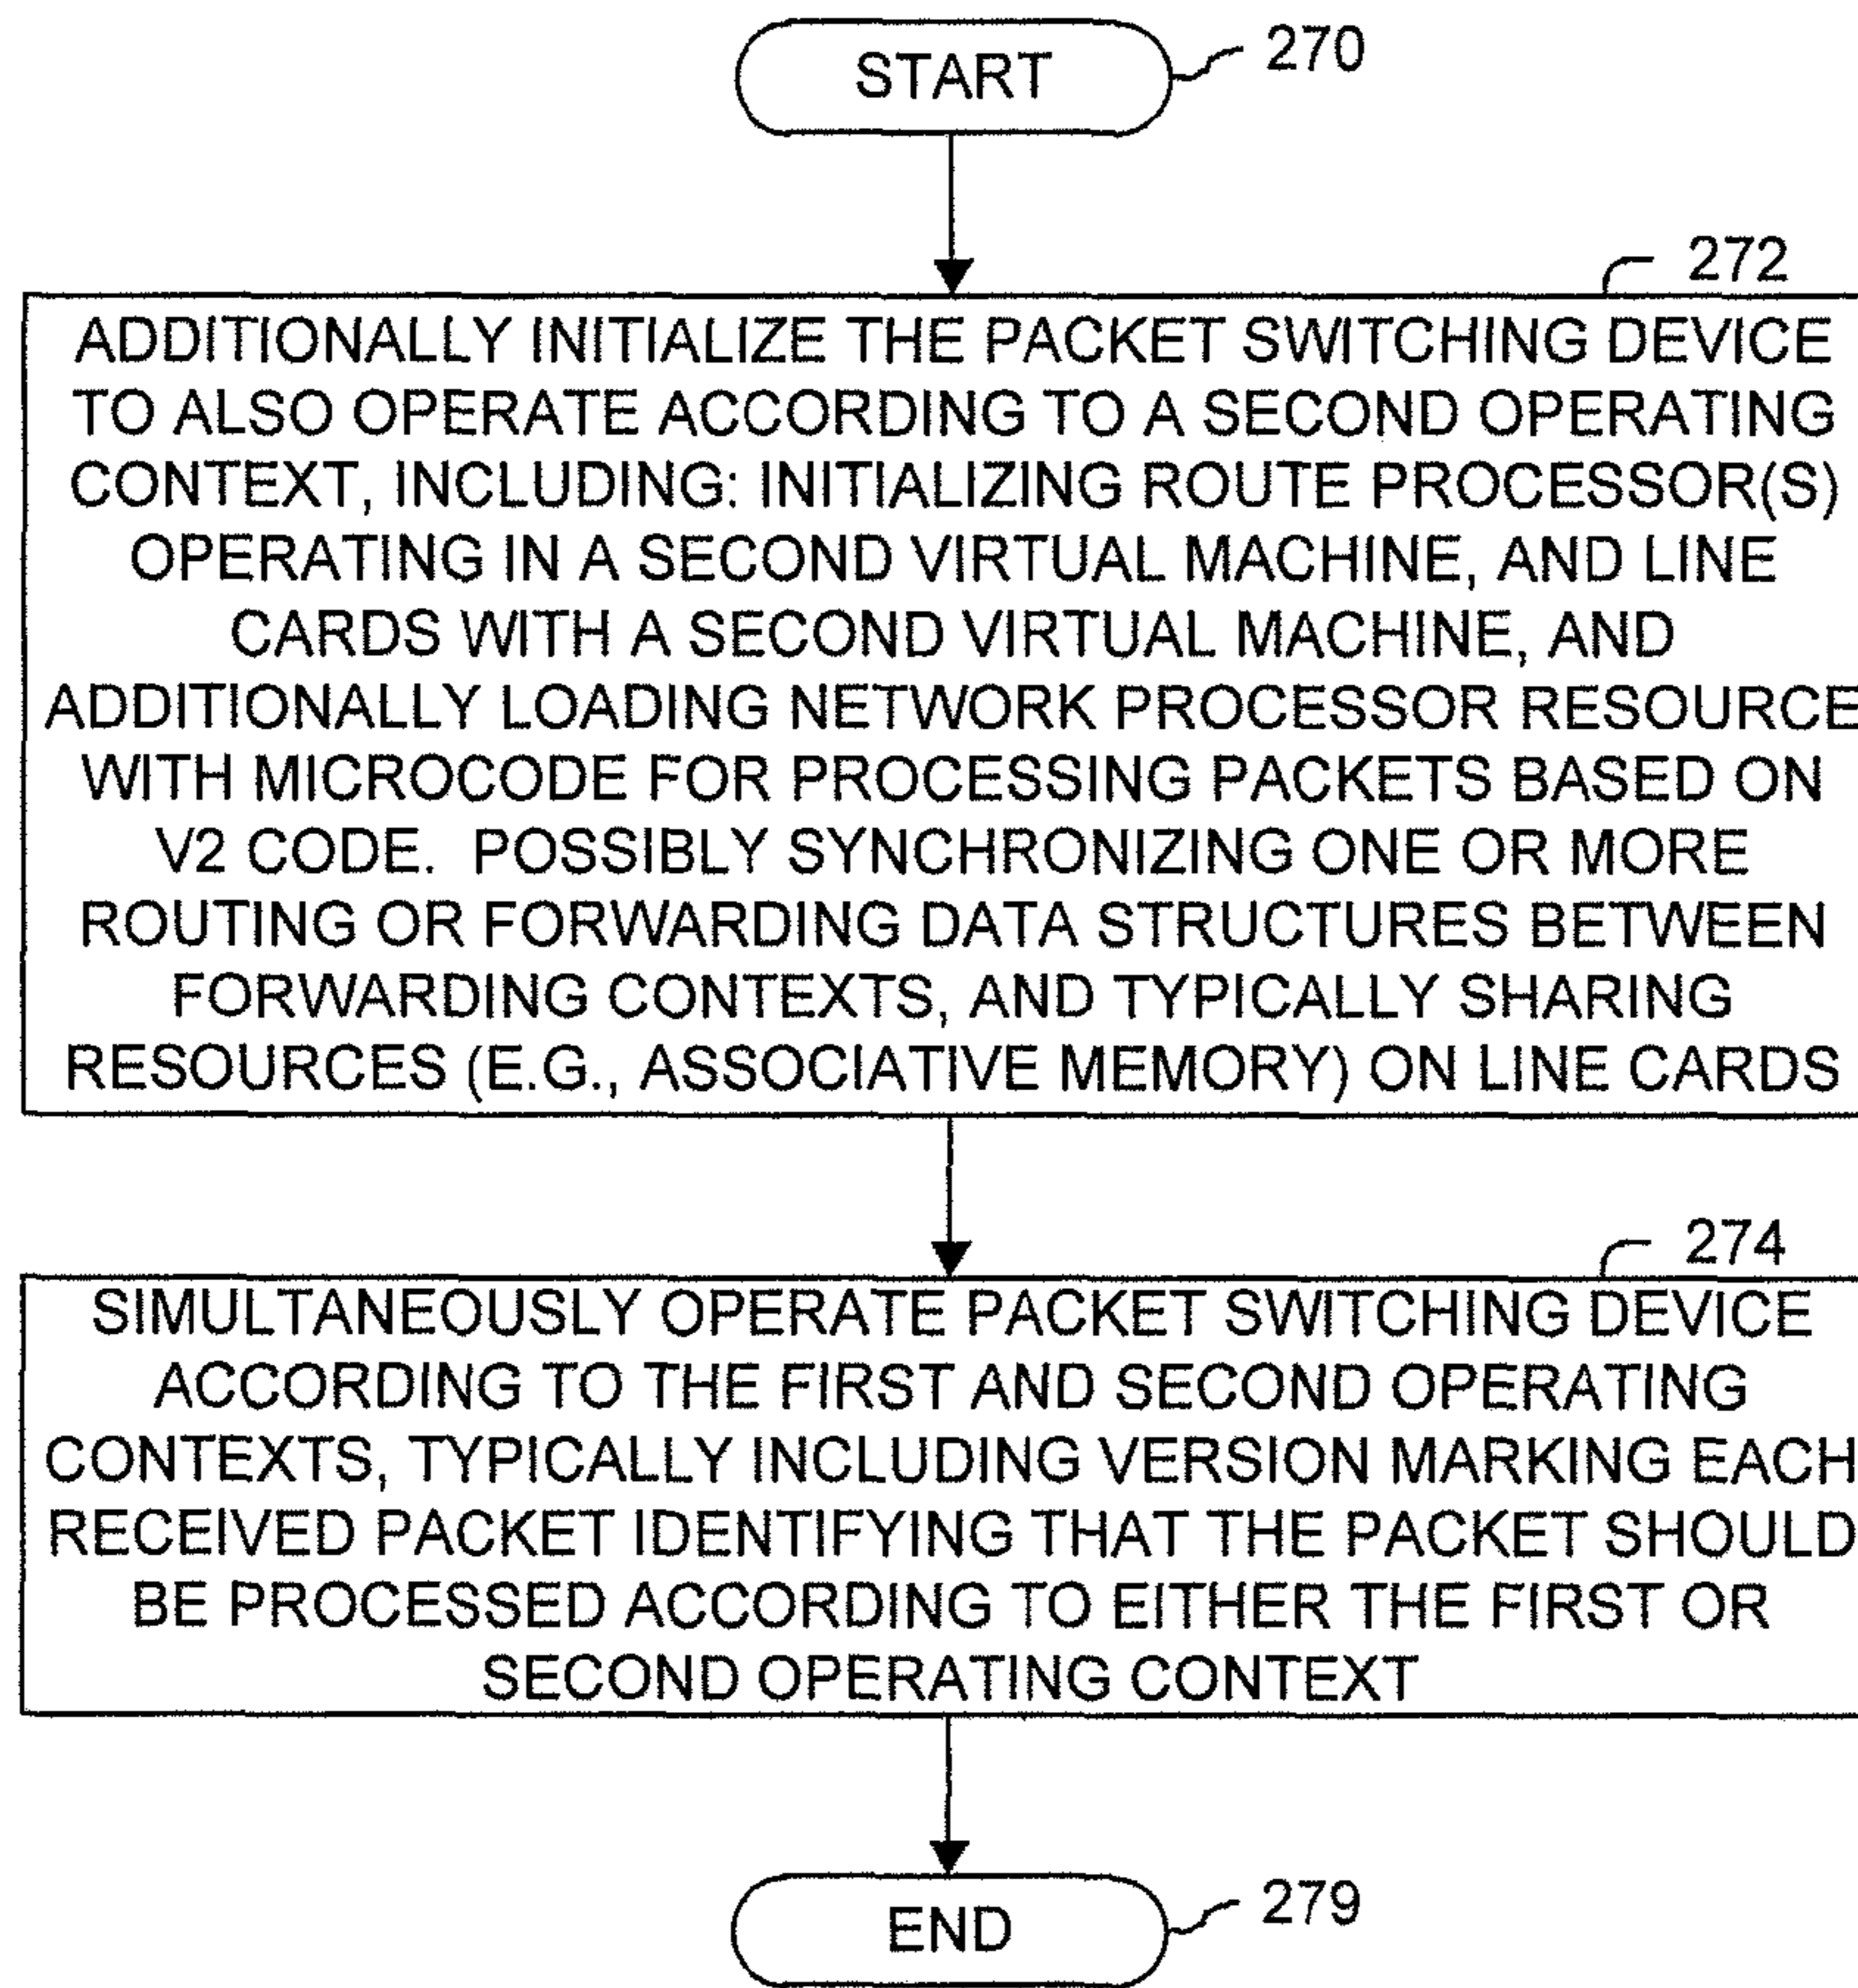 START
270
272
ADDITIONALLY INITIALIZE THE PACKET SWITCHING DEVICE
TO ALSO OPERATE ACCORDING TO A SECOND OPERATING
CONTEXT, INCLUDING: INITIALIZING ROUTE PROCESSOR(S)
OPERATING IN A SECOND VIRTUAL MACHINE, AND LINE
CARDS WITH A SECOND VIRTUAL MACHINE, AND
ADDITIONALLY LOADING NETWORK PROCESSOR RESOURCE
WITH MICROCODE FOR PROCESSING PACKETS BASED ON
V2 CODE. POSSIBLY SYNCHRONIZING ONE OR MORE
ROUTING OR FORWARDING DATA STRUCTURES BETWEEN
FORWARDING CONTEXTS, AND TYPICALLY SHARING
RESOURCES (E.G., ASSOCIATIVE MEMORY) ON LINE CARDS
274
SIMULTANEOUSLY OPERATE PACKET SWITCHING DEVICE
ACCORDING TO THE FIRST AND SECOND OPERATING
CONTEXTS, TYPICALLY INCLUDING VERSION MARKING EACH
RECEIVED PACKET IDENTIFYING THAT THE PACKET SHOULD
BE PROCESSED ACCORDING TO EITHER THE FIRST OR
SECOND OPERATING CONTEXT
END
279